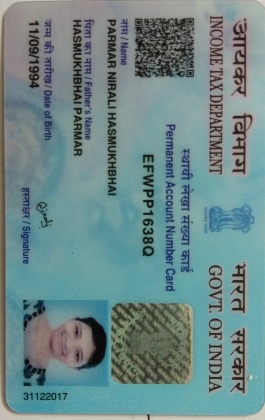 आयकर विभाग
INCOME TAX DEPARTMENT
भारत सरकार
GOVT. OF INDIA
स्थायी लेखा संख्या कार्ड
Permanent Account Number Card
EFWPP1638Q
नाम / Name
PARMAR NIRALI HASMUKHBHAI
पिता का नाम / Father's Name
HASMUKHBHAI PARMAR
जन्म की तारीख / Date of Birth
11/09/1994
हस्ताक्षर / Signature
31122017